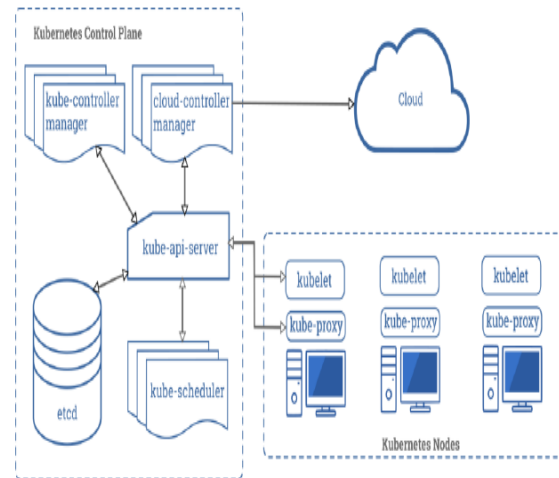 Kubernetes Control Plane
kube-controller
manager
cloud-controller
manager
Cloud
kube-api-server
kubelet
kubelet
kubelet
kube-proxy
kube-proxy
kube-proxy
etcd
kube-scheduler
Kubernetes Nodes